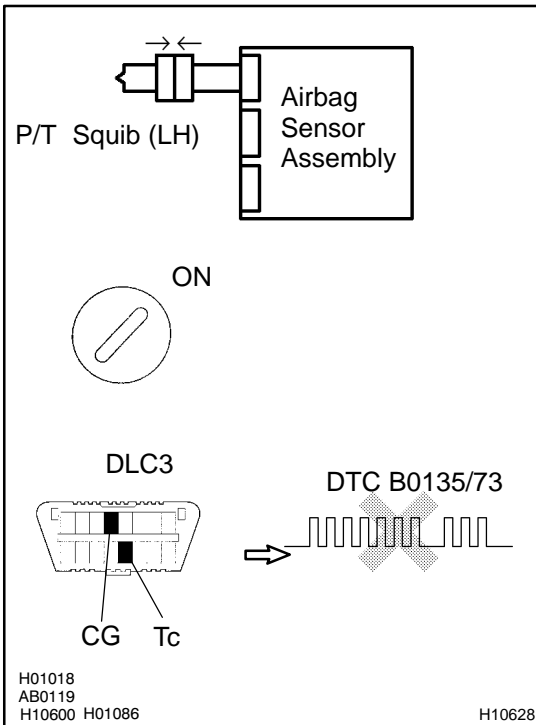 P/T Squib (LH)
Airbag
Sensor
Assembly
ON
DLC3
DTC B0135/73
CG Tc
H01018
AB0119
H10600 H01086
H10628